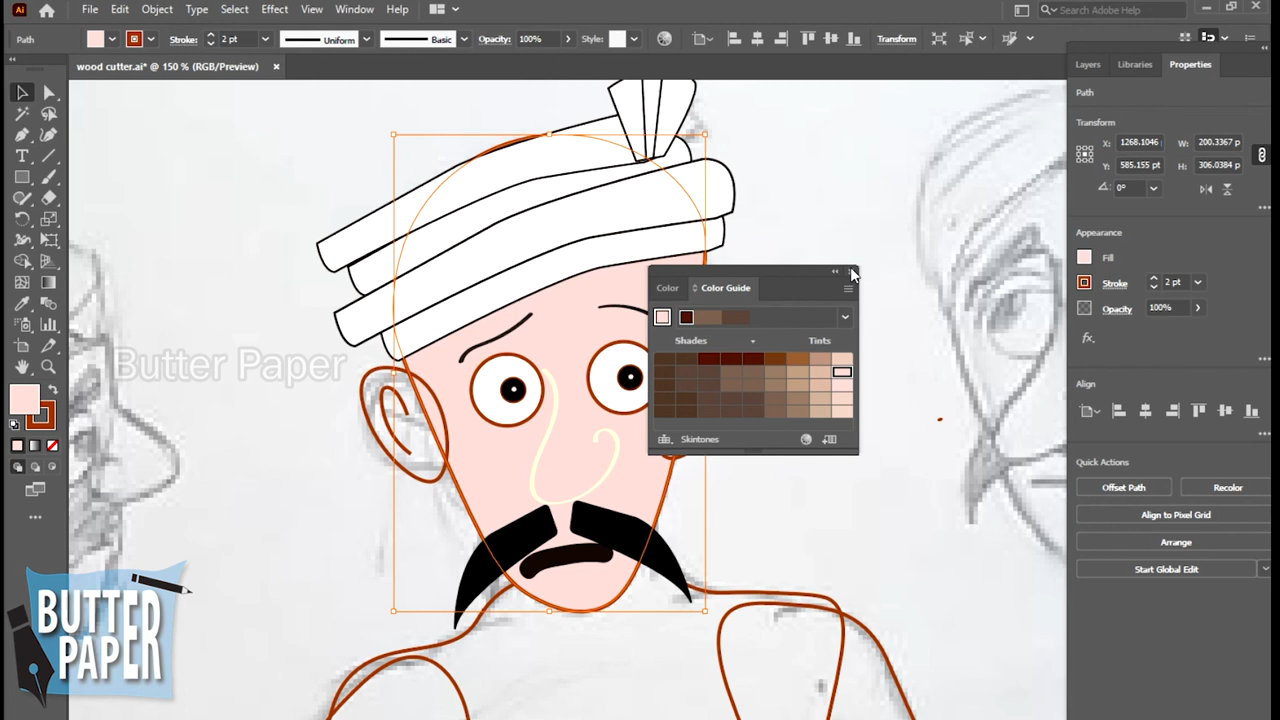 Ai File Edit Object Type Select Effect View Window Help Search Adobe Help
Path Stroke: 2 pt Uniform Basic Opacity: 100% Style: Transform
wood cutter.ai* @ 150 % (RGB/Preview) ×
Layers Libraries Properties
Path
Transform
X: 1268.1046 W: 200.3367 p
Y: 585.155 pt H: 306.0384 p
0°
Appearance
Fill
Stroke 2 pt
Opacity 100%
fx.
Align
Quick Actions
Offset Path Recolor
Align to Pixel Grid
Arrange
Start Global Edit
Color Color Guide
Shades Tints
Skintones
Butter Paper
BUTTER
PAPER